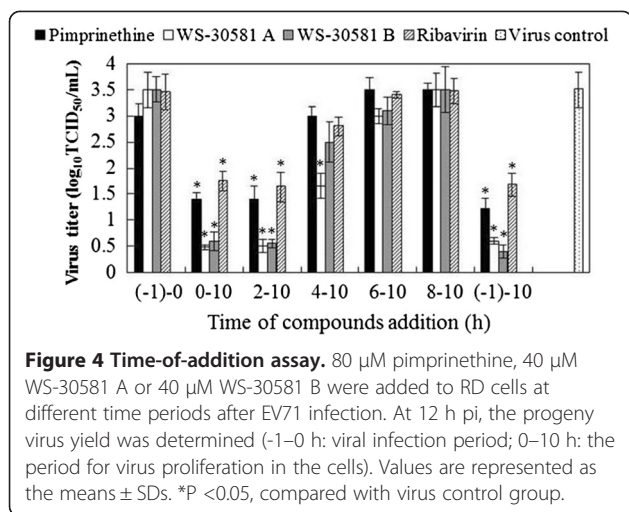 Pimprinethine WS-30581 A WS-30581 B Ribavirin Virus control
Virus titer (log₁₀TCID₅₀/mL)
4
3.5
3
2.5
2
1.5
1
0.5
0
* * * *
* * * *
*
* * * *
(-1)-0 0-10 2-10 4-10 6-10 8-10 (-1)-10
Time of compounds addition (h)
Figure 4 Time-of-addition assay. 80 μM pimprinethine, 40 μM
WS-30581 A or 40 μM WS-30581 B were added to RD cells at
different time periods after EV71 infection. At 12 h pi, the progeny
virus yield was determined (-1–0 h: viral infection period; 0–10 h: the
period for virus proliferation in the cells). Values are represented as
the means ± SDs. *P <0.05, compared with virus control group.